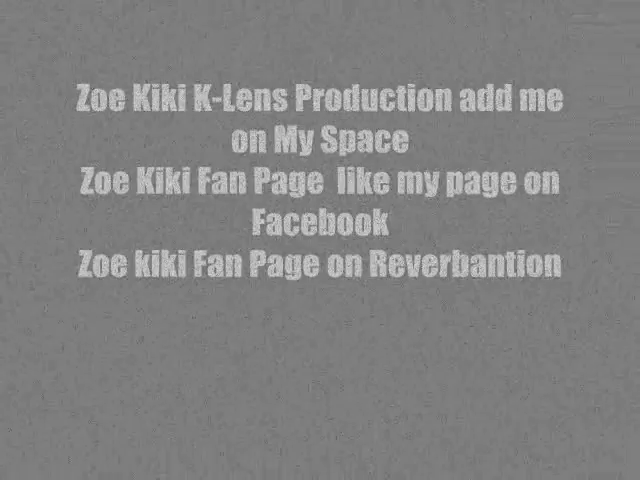 Zoe Kiki K-Lens Production add me
on My Space
Zoe Kiki Fan Page like my page on
Facebook
Zoe kiki Fan Page on Reverbantion